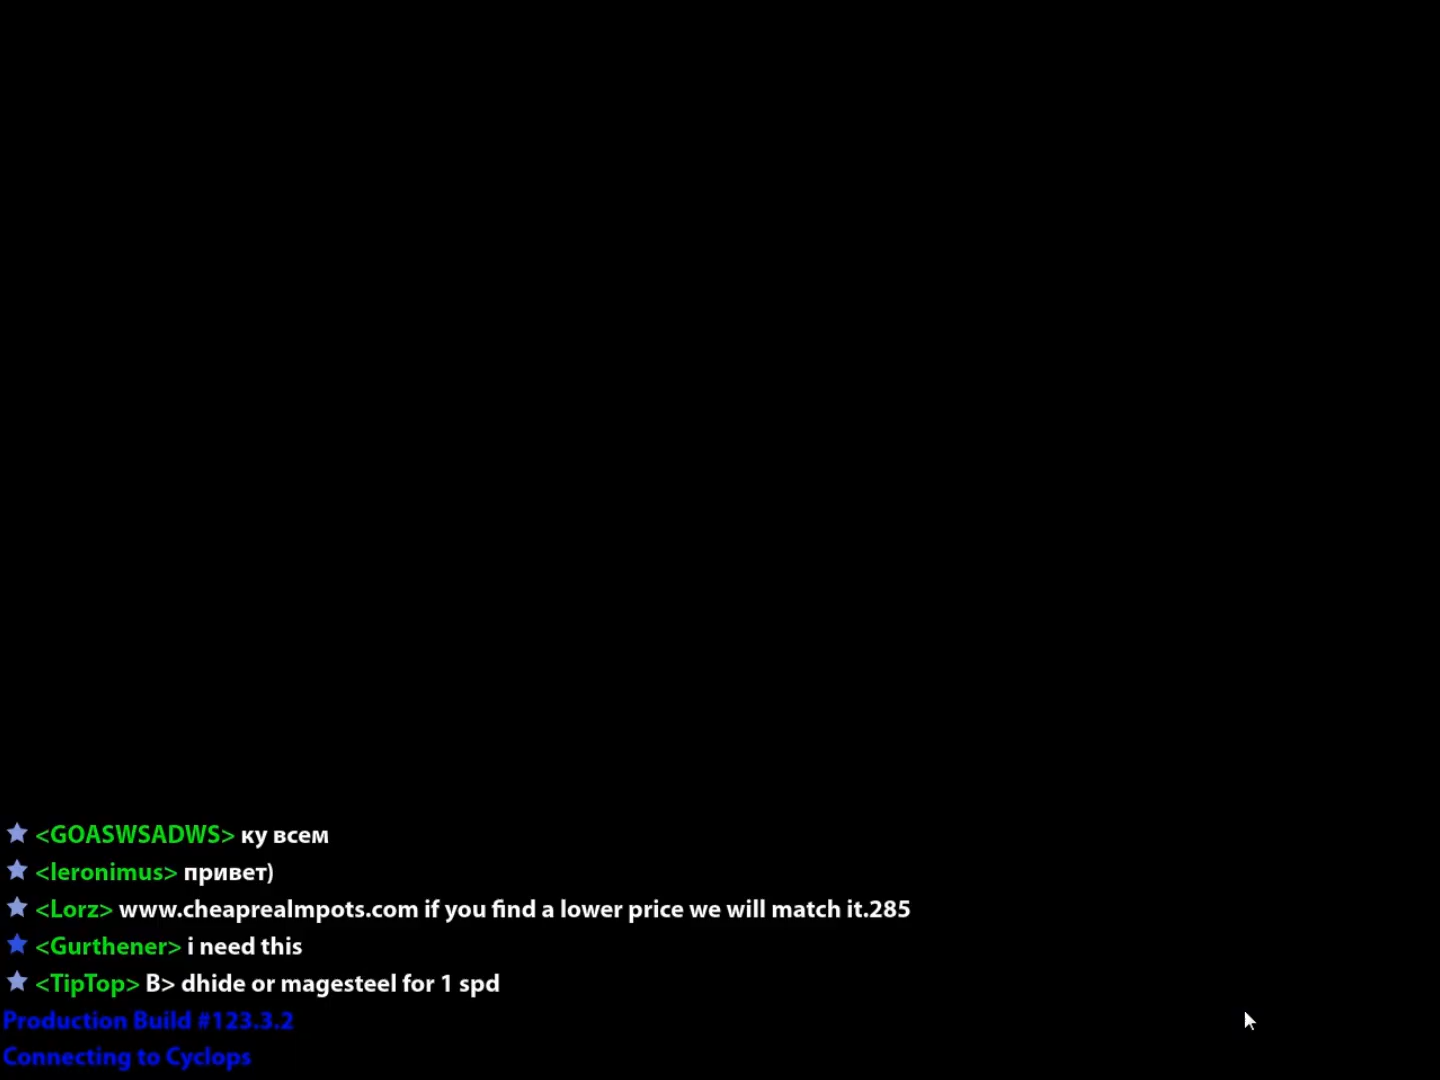 <GOASWSADWS> ку всем
<leronimus> привет)
<Lorz> www.cheaprealmpots.com if you find a lower price we will match it.285
<Gurthener> i need this
<TipTop> B> dhide or magesteel for 1 spd
Production Build #123.3.2
Connecting to Cyclops